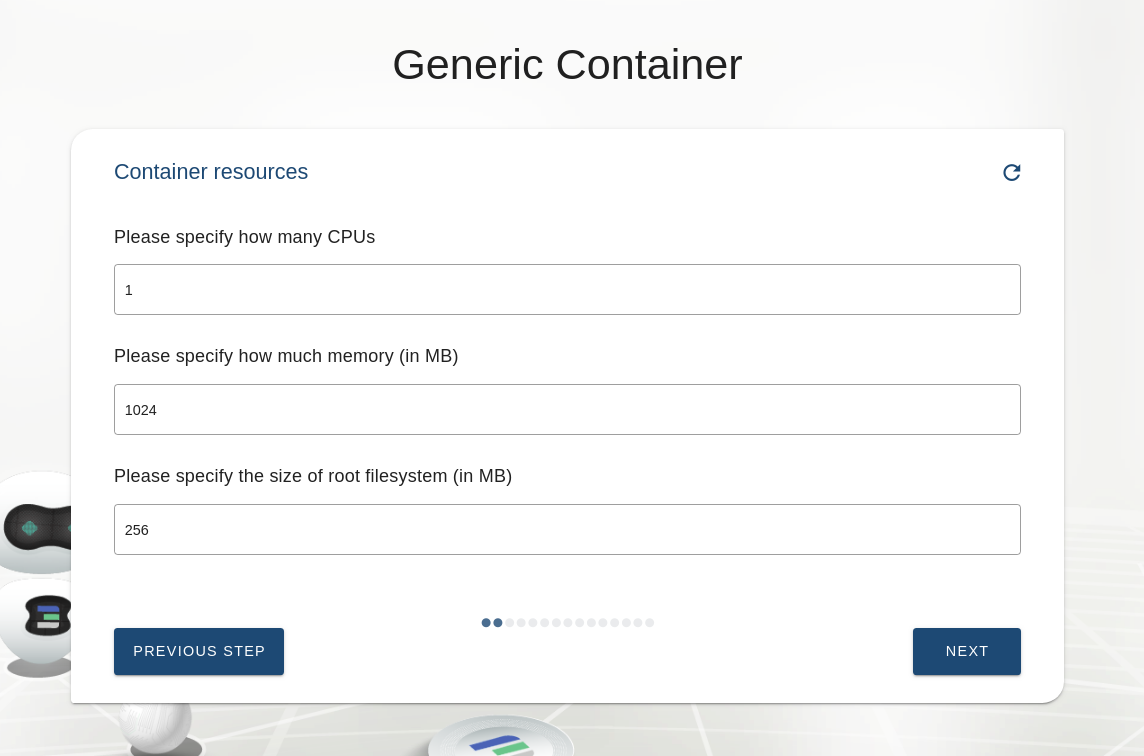 Generic Container
Container resources
Please specify how many CPUs
1
Please specify how much memory (in MB)
1024
Please specify the size of root filesystem (in MB)
256
PREVIOUS STEP
NEXT